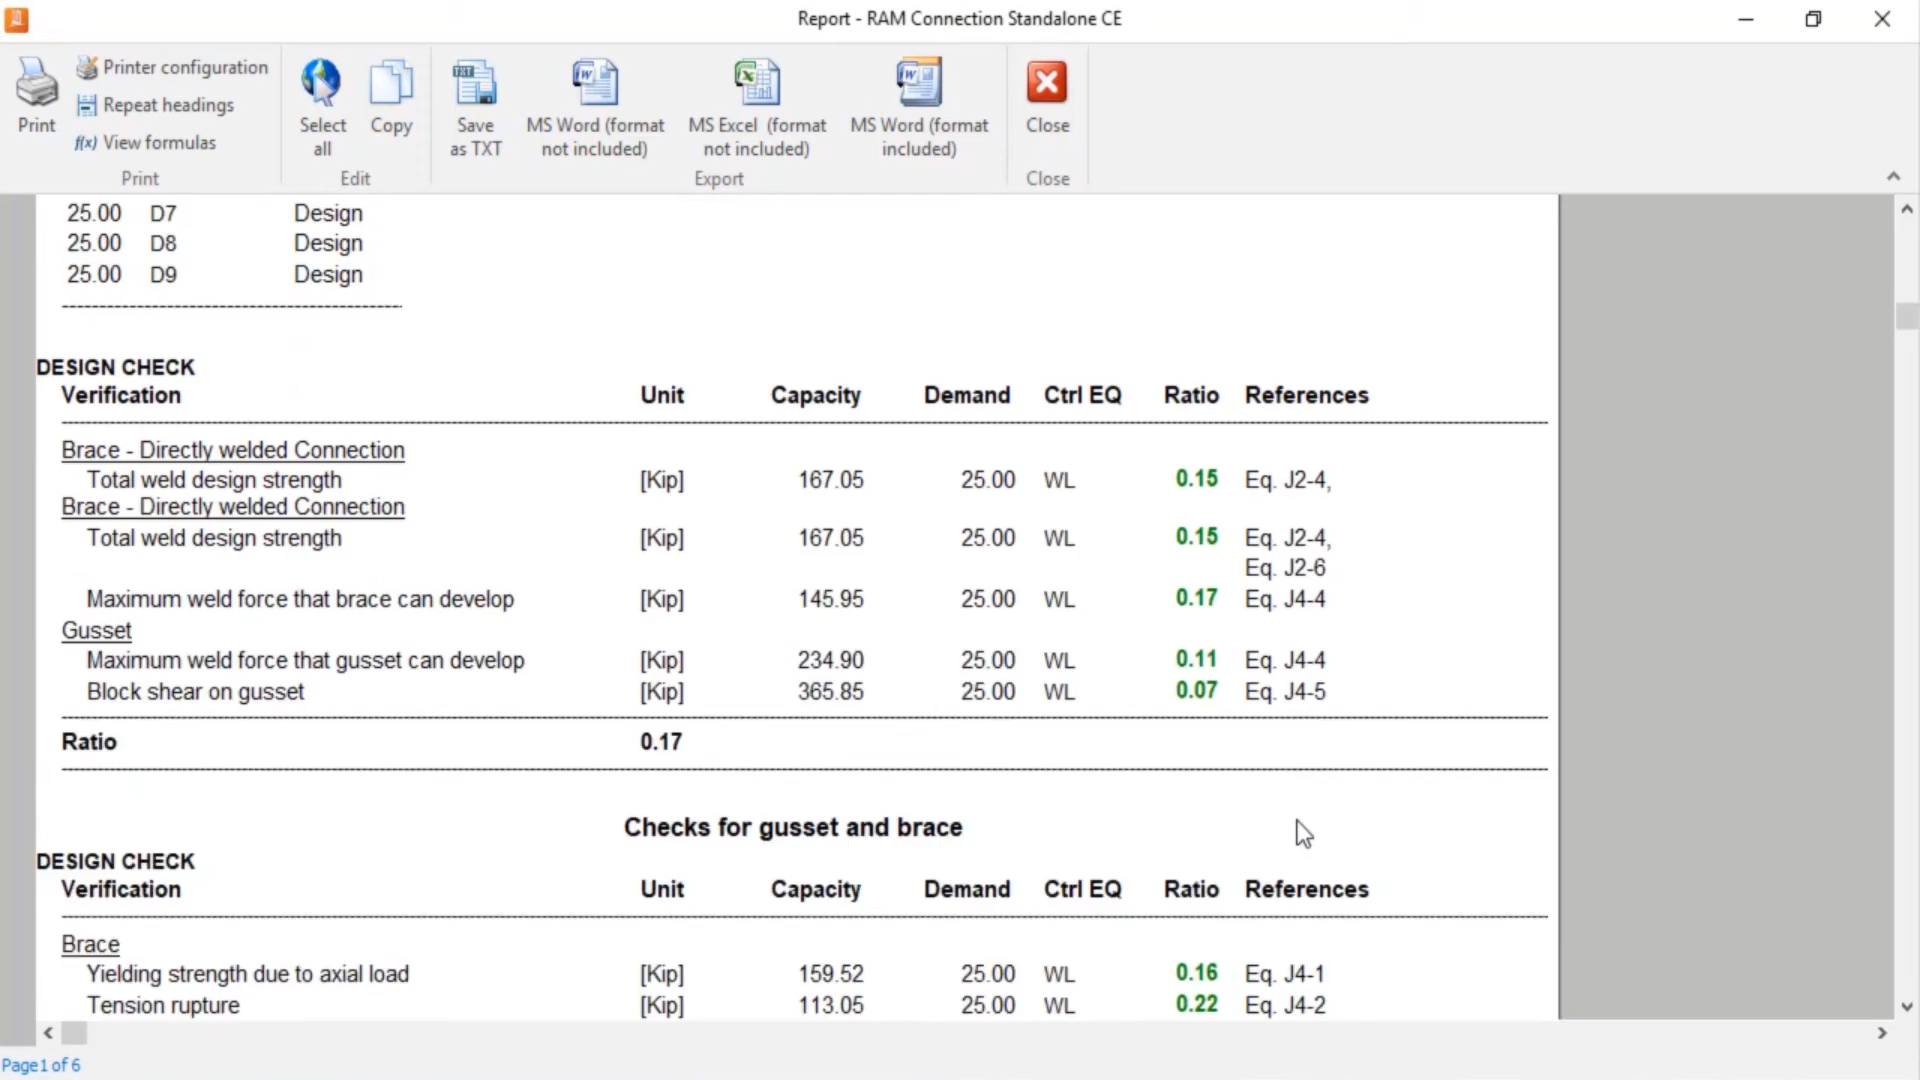 Report - RAM Connection Standalone CE
Print
Printer configuration
Repeat headings
f(x) View formulas
Print
Select all
Copy
Edit
TXT
Save as TXT
MS Word (format not included)
MS Excel (format not included)
MS Word (format included)
Export
Close
Close
25.00 D7 Design
25.00 D8 Design
25.00 D9 Design
DESIGN CHECK
Verification Unit Capacity Demand Ctrl EQ Ratio References
Brace - Directly welded Connection
Total weld design strength [Kip] 167.05 25.00 WL 0.15 Eq. J2-4,
Brace - Directly welded Connection
Total weld design strength [Kip] 167.05 25.00 WL 0.15 Eq. J2-4,
Eq. J2-6
Maximum weld force that brace can develop [Kip] 145.95 25.00 WL 0.17 Eq. J4-4
Gusset
Maximum weld force that gusset can develop [Kip] 234.90 25.00 WL 0.11 Eq. J4-4
Block shear on gusset [Kip] 365.85 25.00 WL 0.07 Eq. J4-5
Ratio 0.17
Checks for gusset and brace
DESIGN CHECK
Verification Unit Capacity Demand Ctrl EQ Ratio References
Brace
Yielding strength due to axial load [Kip] 159.52 25.00 WL 0.16 Eq. J4-1
Tension rupture [Kip] 113.05 25.00 WL 0.22 Eq. J4-2
Page1 of 6